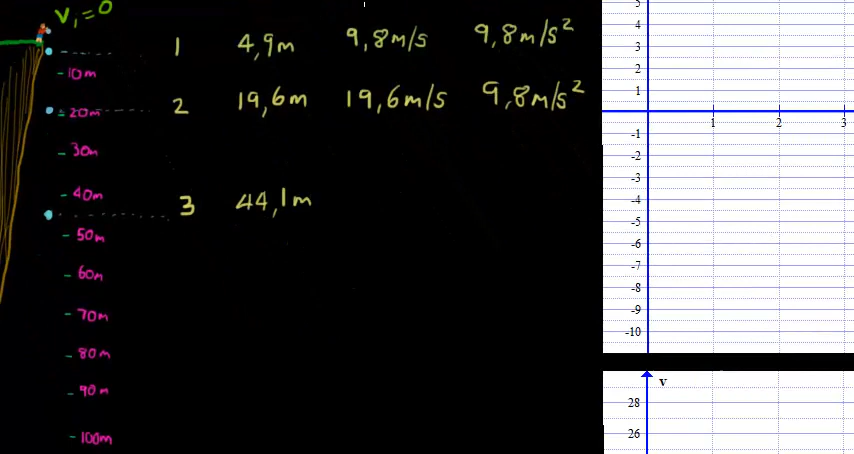 v₁=0
1 4,9m 9,8m/s 9,8m/s²
-10m
2 19,6m 19,6m/s 9,8m/s²
-20m
-30m
-40m
3 44,1m
-50m
-60m
-70m
-80m
-90m
-100m
5
4
3
2
1
1 2 3
-1
-2
-3
-4
-5
-6
-7
-8
-9
-10
v
28
26